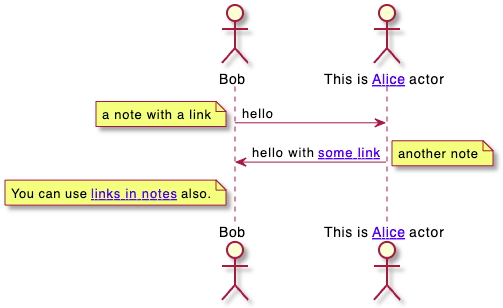 Bob
This is Alice actor
a note with a link
hello
hello with some link
another note
You can use links in notes also.
Bob
This is Alice actor